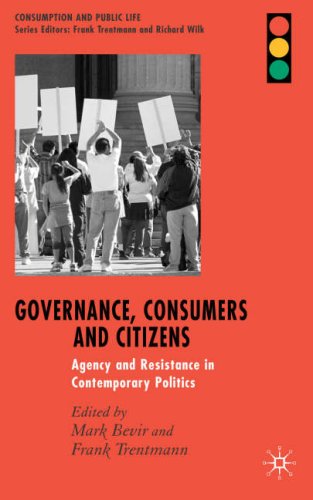 CONSUMPTION AND PUBLIC LIFE
Series Editors: Frank Trentmann and Richard Wilk
GOVERNANCE, CONSUMERS
AND CITIZENS
Agency and Resistance in
Contemporary Politics
Edited by
Mark Bevir and
Frank Trentmann